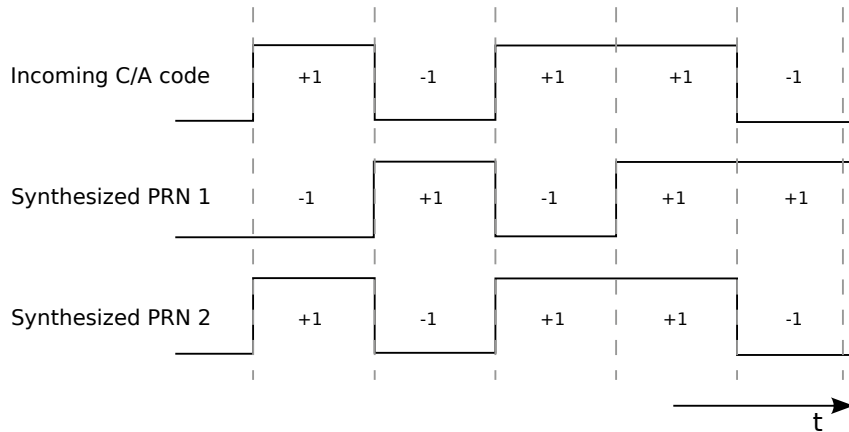 Incoming C/A code +1 -1 +1 +1 -1
Synthesized PRN 1 -1 +1 -1 +1 +1
Synthesized PRN 2 +1 -1 +1 +1 -1
t